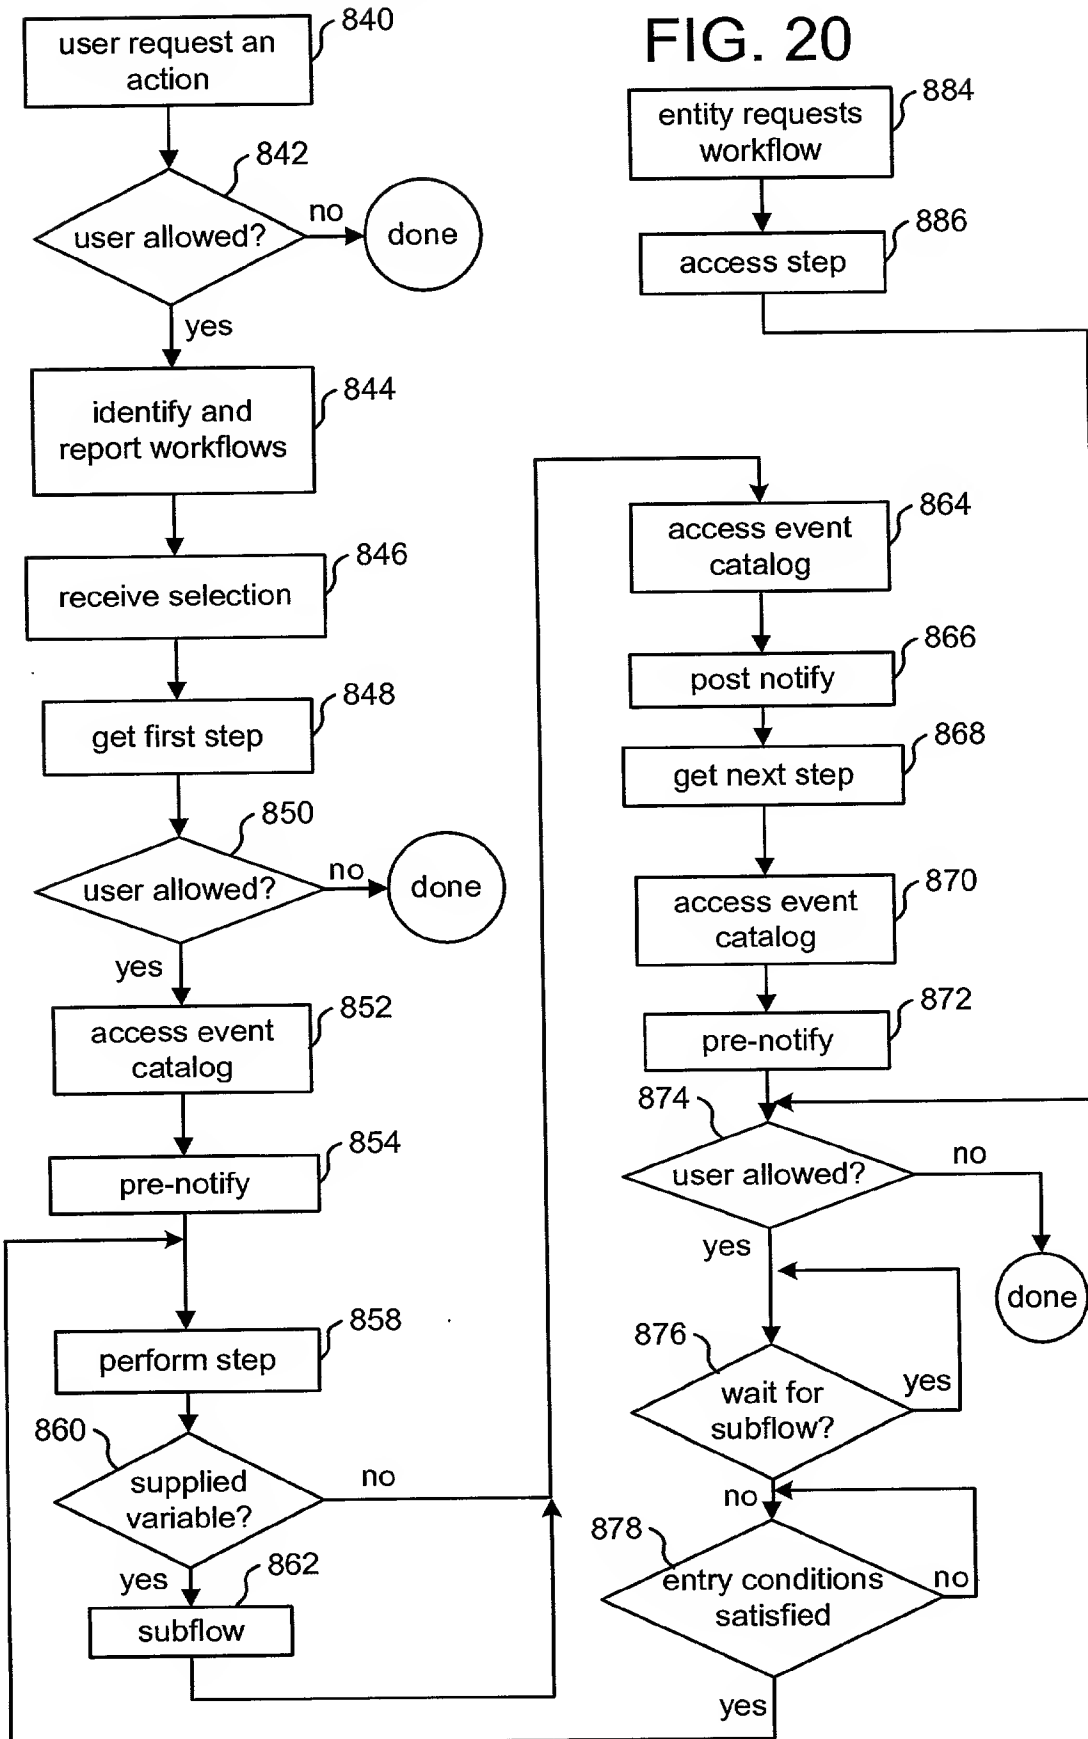 FIG. 20
user request an
action
840
user allowed?
842
no
done
yes
identify and
report workflows
844
receive selection
846
get first step
848
user allowed?
850
no
done
yes
access event
catalog
852
pre-notify
854
perform step
858
supplied
variable?
860
no
yes
subflow
862
entity requests
workflow
884
access step
886
access event
catalog
864
post notify
866
get next step
868
access event
catalog
870
pre-notify
872
user allowed?
874
no
done
yes
wait for
subflow?
876
yes
no
entry conditions
satisfied
878
no
yes